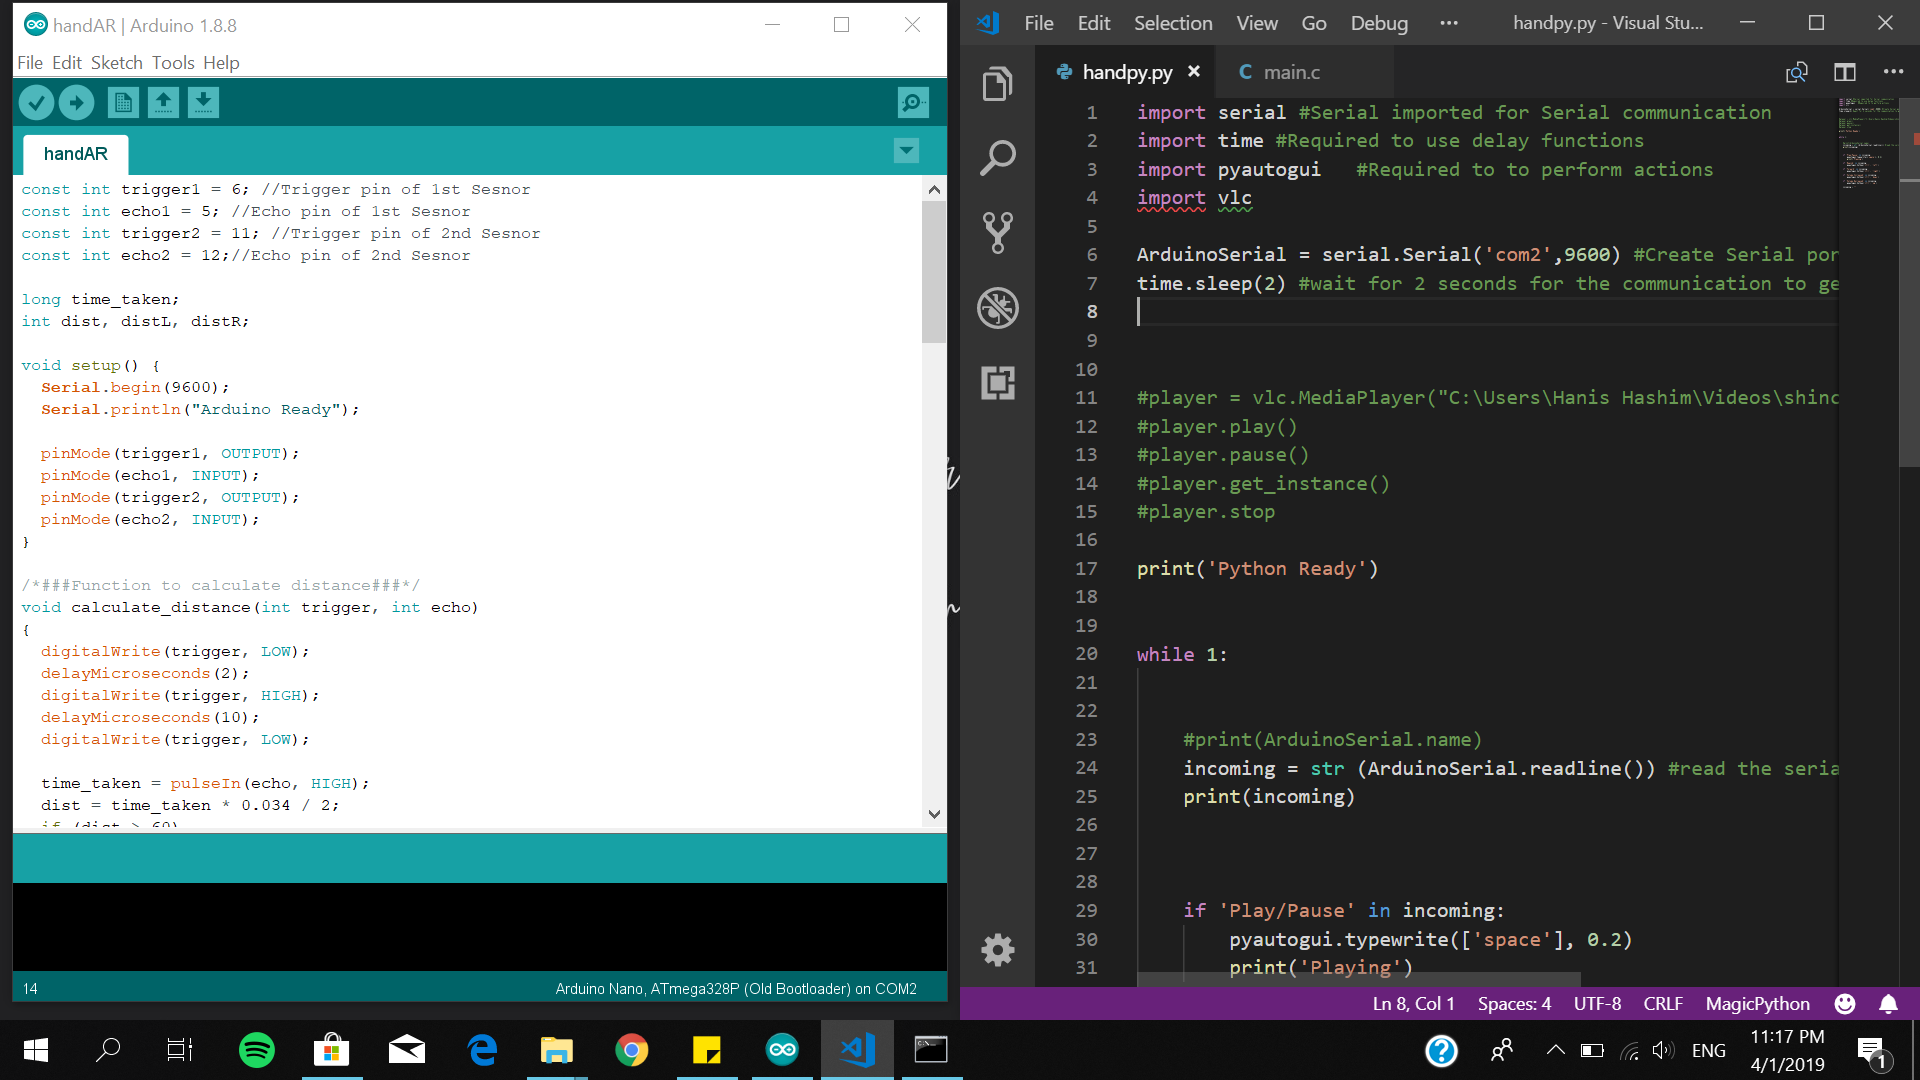 handAR | Arduino 1.8.8
File Edit Sketch Tools Help
handAR
const int trigger1 = 6; //Trigger pin of 1st Sesnor
const int echo1 = 5; //Echo pin of 1st Sesnor
const int trigger2 = 11; //Trigger pin of 2nd Sesnor
const int echo2 = 12;//Echo pin of 2nd Sesnor
long time_taken;
int dist, distL, distR;
void setup() {
Serial.begin(9600);
Serial.println("Arduino Ready");
pinMode(trigger1, OUTPUT);
pinMode(echo1, INPUT);
pinMode(trigger2, OUTPUT);
pinMode(echo2, INPUT);
}
/*###Function to calculate distance###*/
void calculate_distance(int trigger, int echo)
{
digitalWrite(trigger, LOW);
delayMicroseconds(2);
digitalWrite(trigger, HIGH);
delayMicroseconds(10);
digitalWrite(trigger, LOW);
time_taken = pulseIn(echo, HIGH);
dist = time_taken * 0.034 / 2;
if (dist > 60)
14
Arduino Nano, ATmega328P (Old Bootloader) on COM2
File Edit Selection View Go Debug ··· handpy.py - Visual Stu...
handpy.py
C main.c
1 import serial #Serial imported for Serial communication
2 import time #Required to use delay functions
3 import pyautogui #Required to to perform actions
4 import vlc
5
6 ArduinoSerial = serial.Serial('com2',9600) #Create Serial por
7 time.sleep(2) #wait for 2 seconds for the communication to ge
8
9
10
11 #player = vlc.MediaPlayer("C:\Users\Hanis Hashim\Videos\shinc
12 #player.play()
13 #player.pause()
14 #player.get_instance()
15 #player.stop
16
17 print('Python Ready')
18
19
20 while 1:
21
22
23 #print(ArduinoSerial.name)
24 incoming = str (ArduinoSerial.readline()) #read the seria
25 print(incoming)
26
27
28
29 if 'Play/Pause' in incoming:
30 pyautogui.typewrite(['space'], 0.2)
31 print('Playing')
Ln 8, Col 1 Spaces: 4 UTF-8 CRLF MagicPython
ENG
11:17 PM
4/1/2019
1